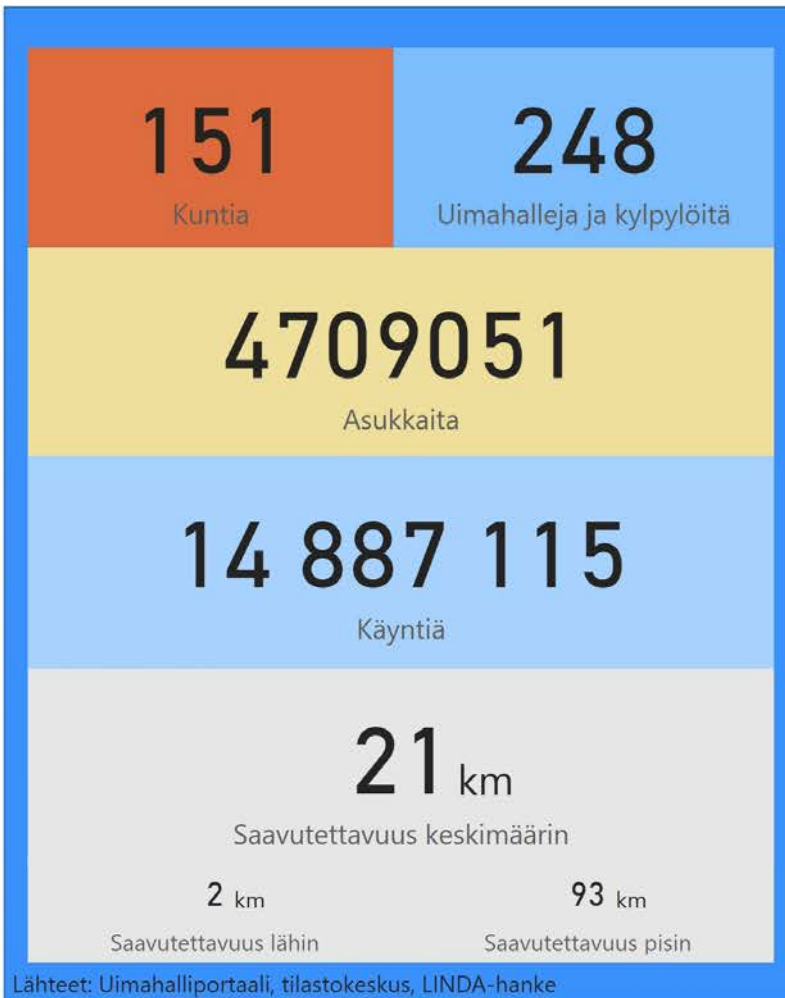 151
Kuntia
248
Uimahalleja ja kylpylöitä
4709051
Asukkaita
14 887 115
Käyntiä
21 km
Saavutettavuus keskimäärin
2 km
Saavutettavuus lähin
93 km
Saavutettavuus pisin
Lähteet: Uimahalliportaali, tilastokeskus, LINDA-hanke